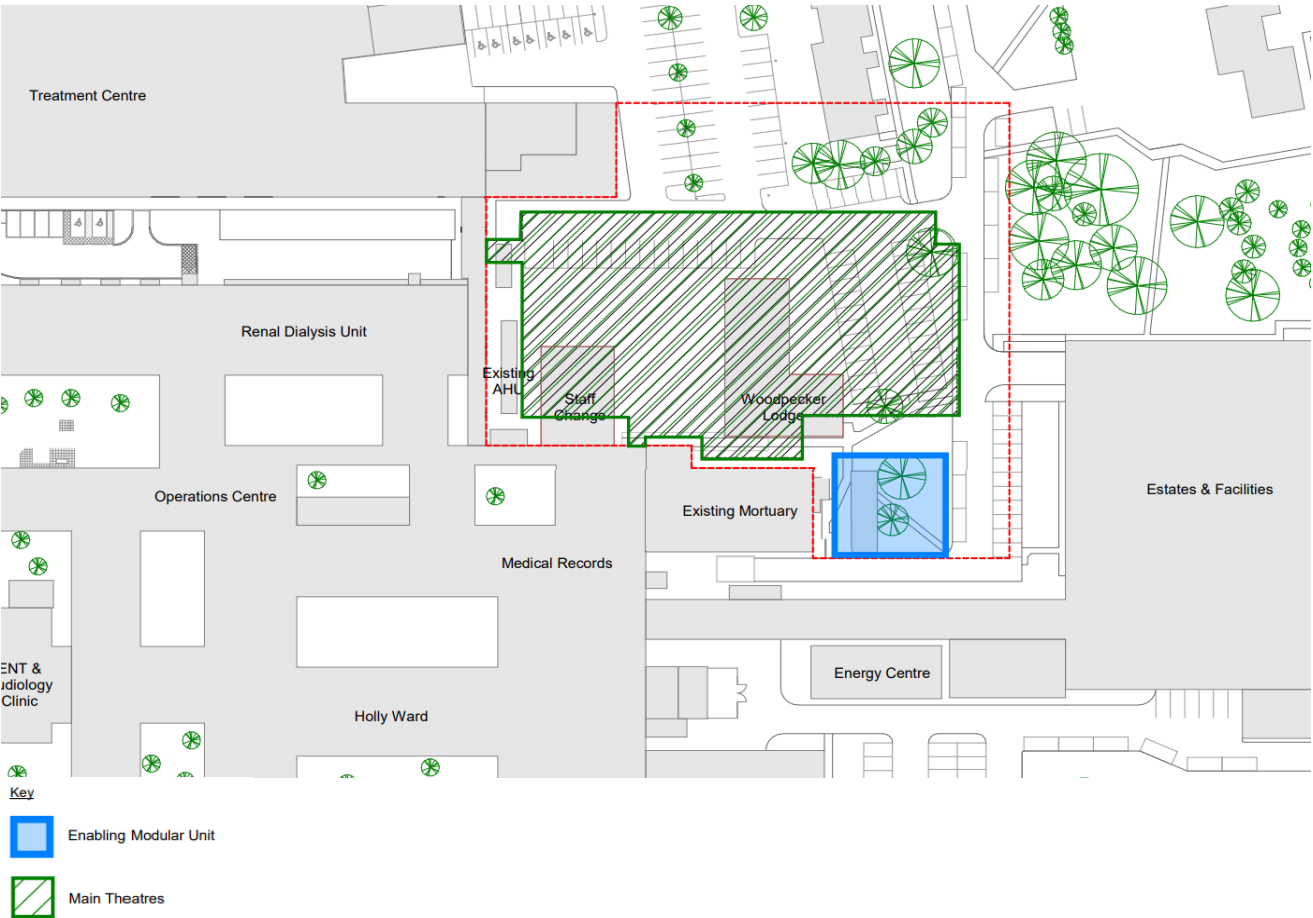 Treatment Centre
Renal Dialysis Unit
Existing
AHU
Staff
Change
Woodpecker
Lodge
Operations Centre
Existing Mortuary
Estates & Facilities
Medical Records
ENT &
udiology
Clinic
Energy Centre
Holly Ward
Key
Enabling Modular Unit
Main Theatres